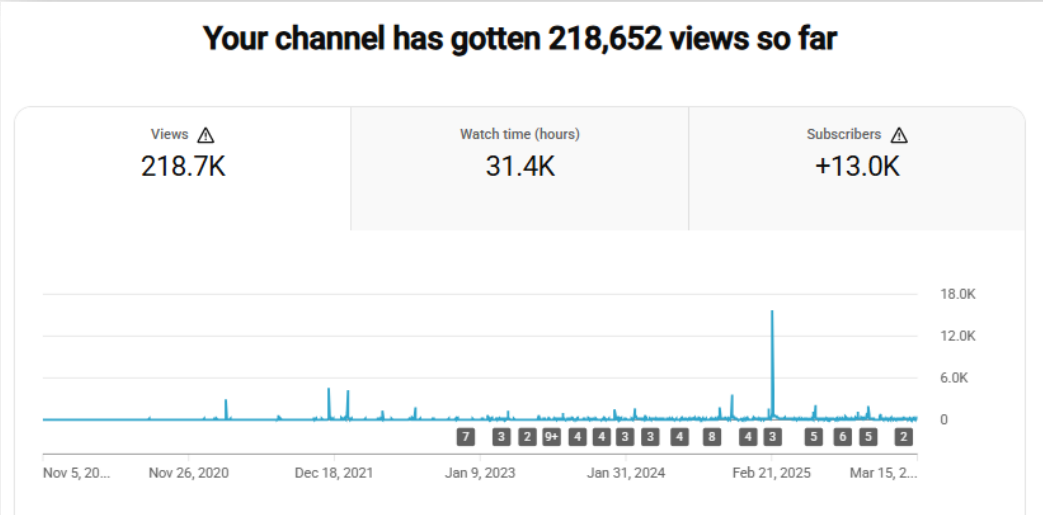 Your channel has gotten 218,652 views so far
Views
218.7K
Watch time (hours)
31.4K
Subscribers
+13.0K
18.0K
12.0K
6.0K
0
7 3 2 9+ 4 4 3 3 4 8 4 3 5 6 5 2
Nov 5, 20... Nov 26, 2020 Dec 18, 2021 Jan 9, 2023 Jan 31, 2024 Feb 21, 2025 Mar 15, 2...